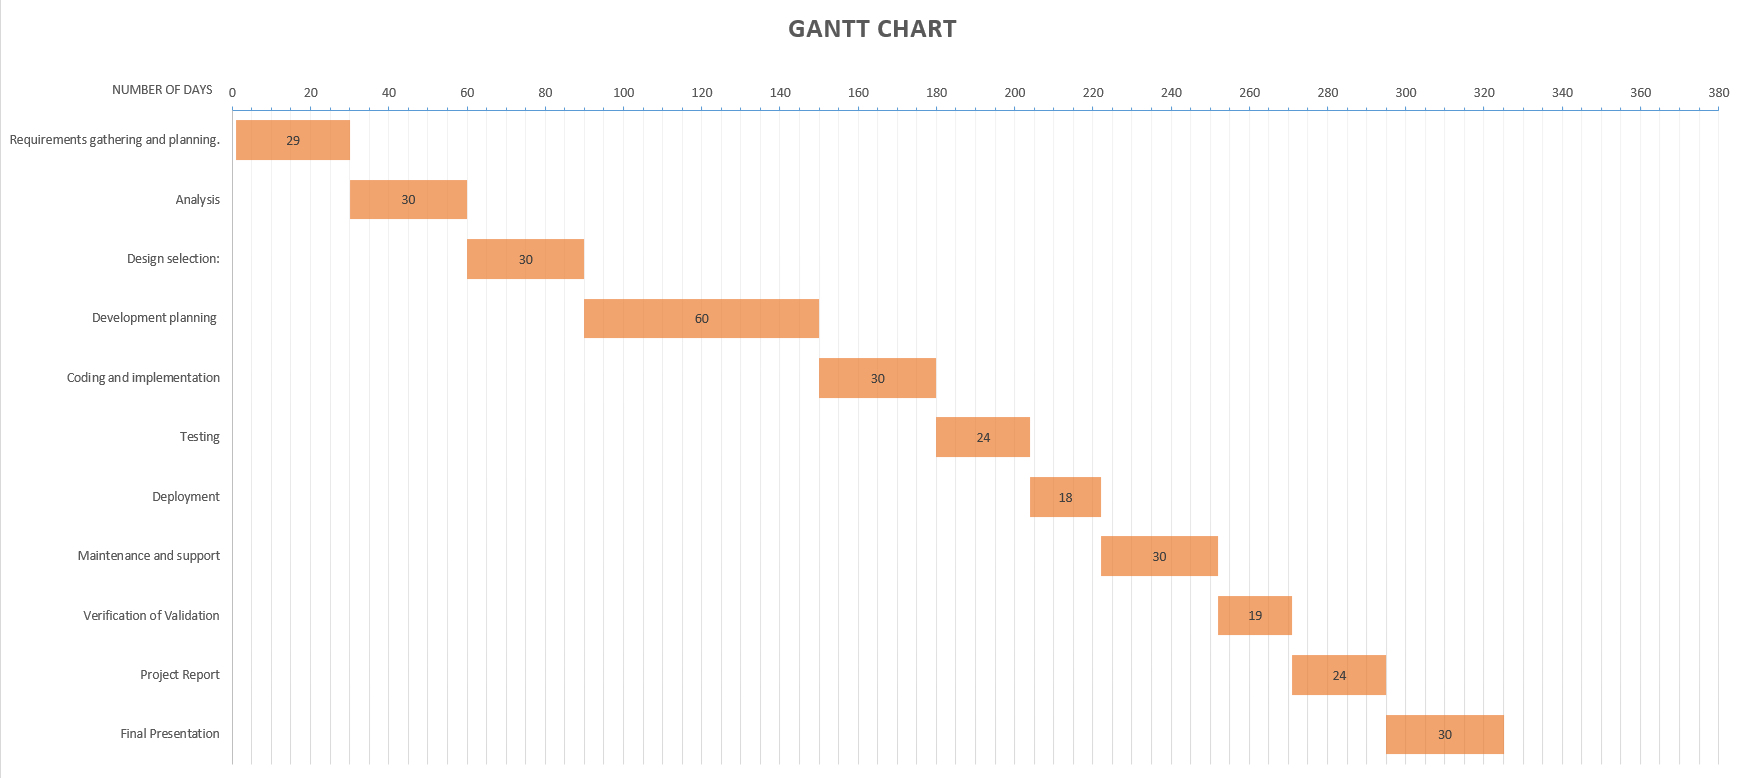 GANTT CHART
NUMBER OF DAYS 0 20 40 60 80 100 120 140 160 180 200 220 240 260 280 300 320 340 360 380
Requirements gathering and planning. 29
Analysis 30
Design selection: 30
Development planning 60
Coding and implementation 30
Testing 24
Deployment 18
Maintenance and support 30
Verification of Validation 19
Project Report 24
Final Presentation 30